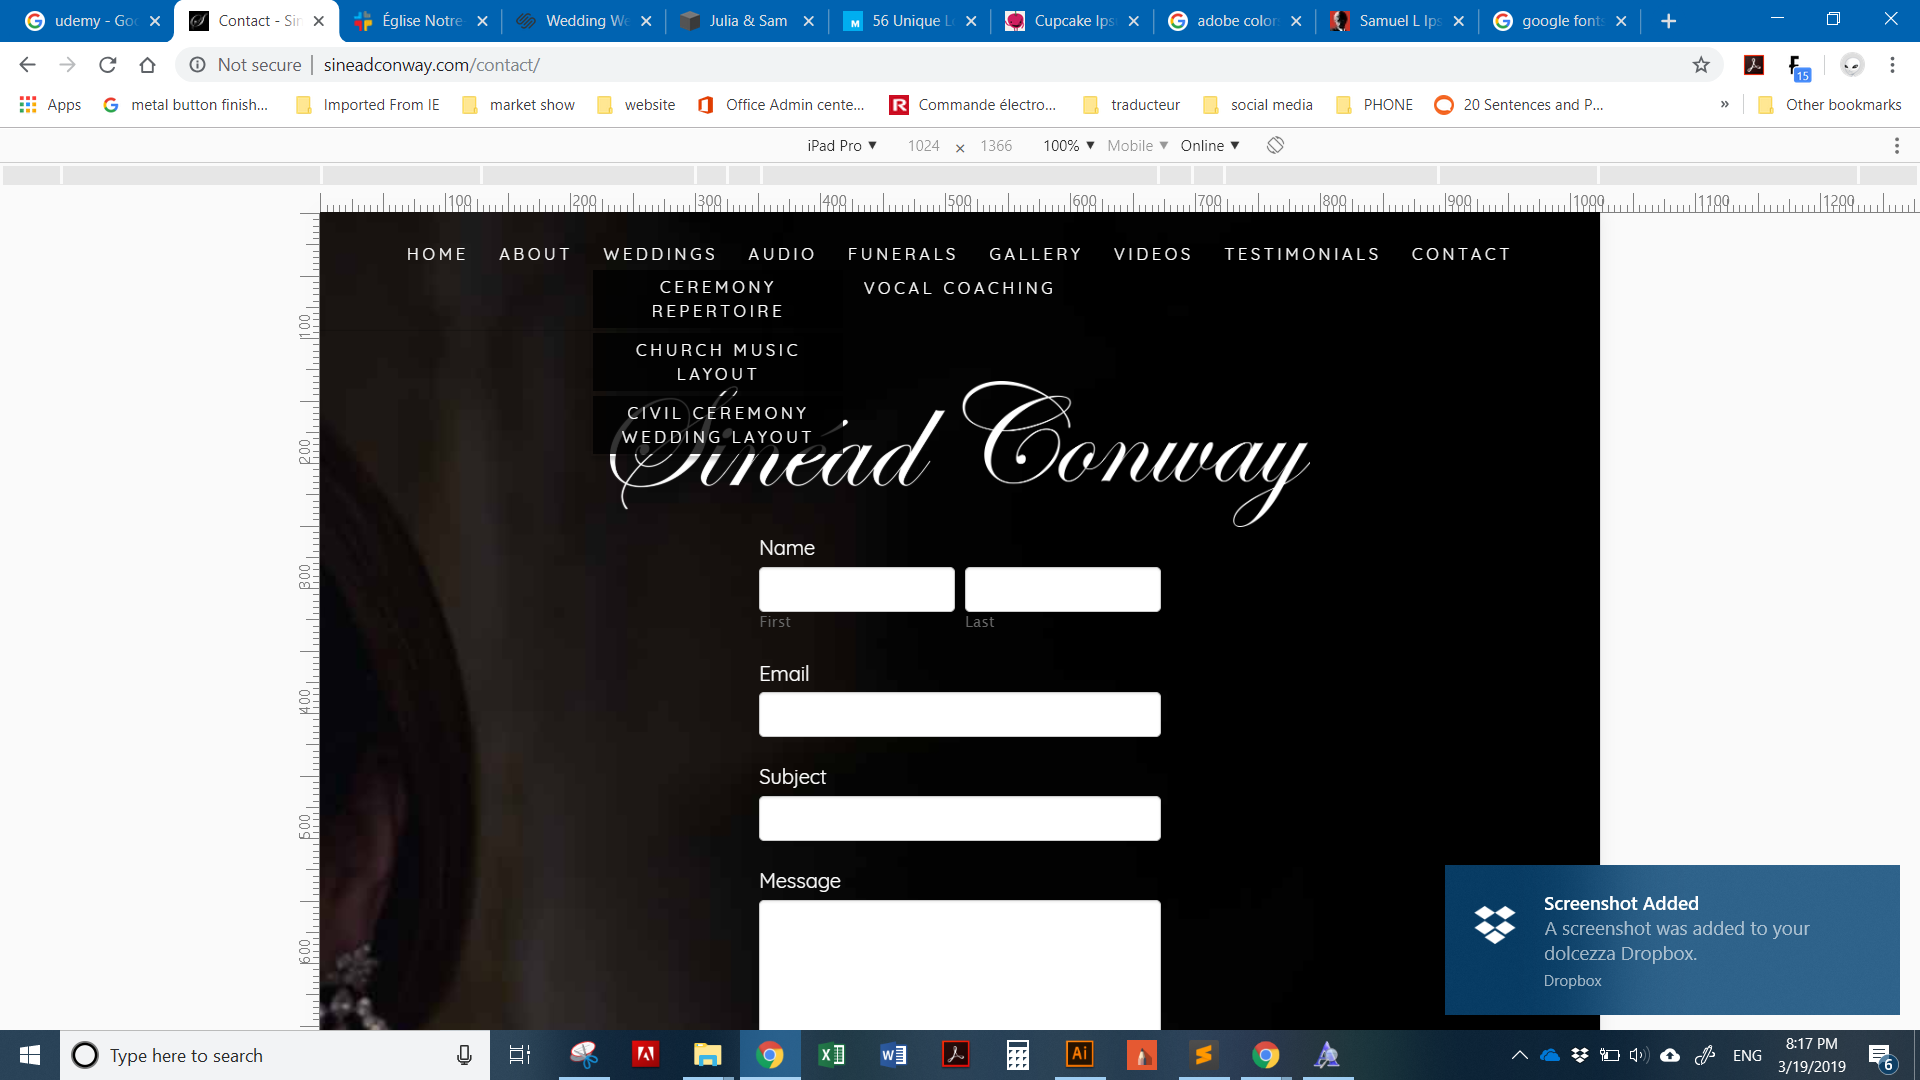 udemy - Goo
Contact - Sin
Église Notre-
Wedding We
Julia & Sam
56 Unique Lo
Cupcake Ips
adobe color
Samuel L Ips
google fonts
Not secure
sineadconway.com/contact/
15
Apps
metal button finish...
Imported From IE
market show
website
Office Admin cente...
Commande électro...
traducteur
social media
PHONE
20 Sentences and P...
»
Other bookmarks
iPad Pro ▼ 1024 × 1366 100% ▼ Mobile ▼ Online ▼
100 200 300 400 500 600 700 800 900 1000 1100 1200
100
200
300
400
500
600
HOME ABOUT WEDDINGS AUDIO FUNERALS GALLERY VIDEOS TESTIMONIALS CONTACT
VOCAL COACHING
CEREMONY
REPERTOIRE
CHURCH MUSIC
LAYOUT
CIVIL CEREMONY
WEDDING LAYOUT
Sinéad Conway
Name
First Last
Email
Subject
Message
Screenshot Added
A screenshot was added to your
dolcezza Dropbox.
Dropbox
Type here to search
Ai
ENG
8:17 PM
3/19/2019
6